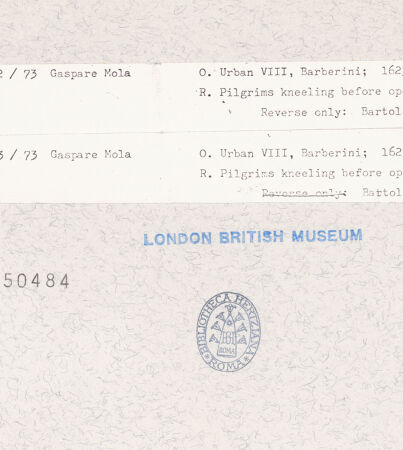 2 / 73 Gaspare Mola O. Urban VIII, Barberini; 162
R. Pilgrims kneeling before op
Reverse only: Bartol
3 / 73 Gaspare Mola O. Urban VIII, Barberini; 162
R. Pilgrims kneeling before op
Reverse only: Bartol
LONDON BRITISH MUSEUM
50484
BIBLIOTHECA HERTZIANA
ROMA
ROMA